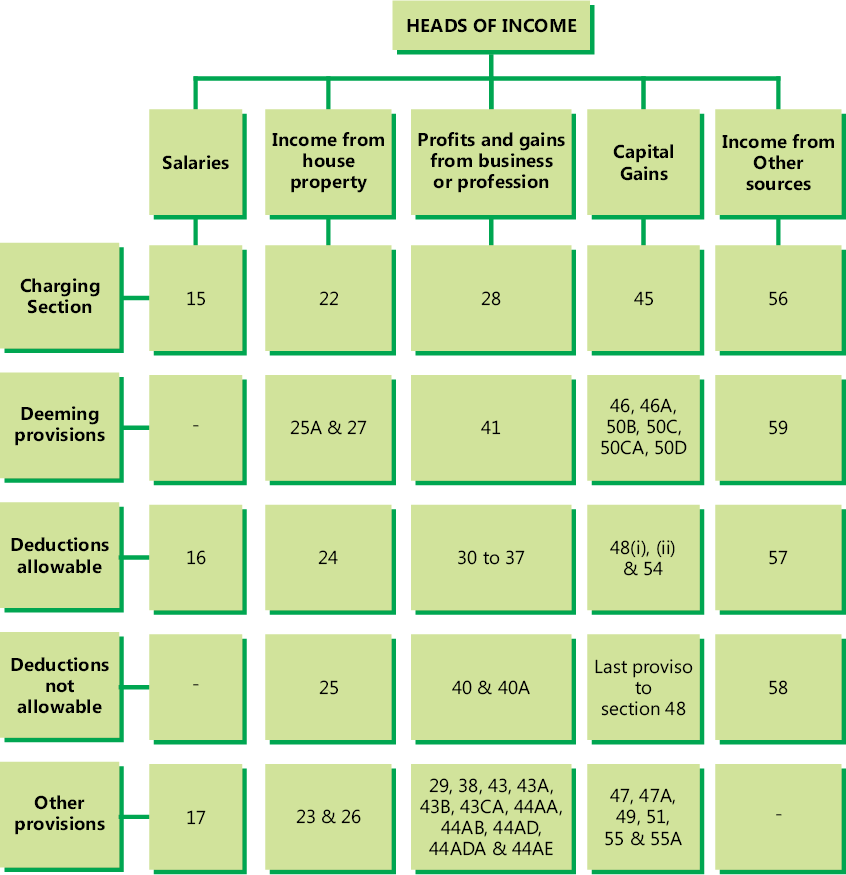 HEADS OF INCOME
Salaries
Income from
house
property
Profits and gains
from business
or profession
Capital
Gains
Income from
Other
sources
Charging
Section
15
22
28
45
56
Deeming
provisions
-
25A & 27
41
46, 46A,
50B, 50C,
50CA, 50D
59
Deductions
allowable
16
24
30 to 37
48(i), (ii)
& 54
57
Deductions
not
allowable
-
25
40 & 40A
Last proviso
to
section 48
58
Other
provisions
17
23 & 26
29, 38, 43, 43A,
43B, 43CA, 44AA,
44AB, 44AD,
44ADA & 44AE
47, 47A,
49, 51,
55 & 55A
-